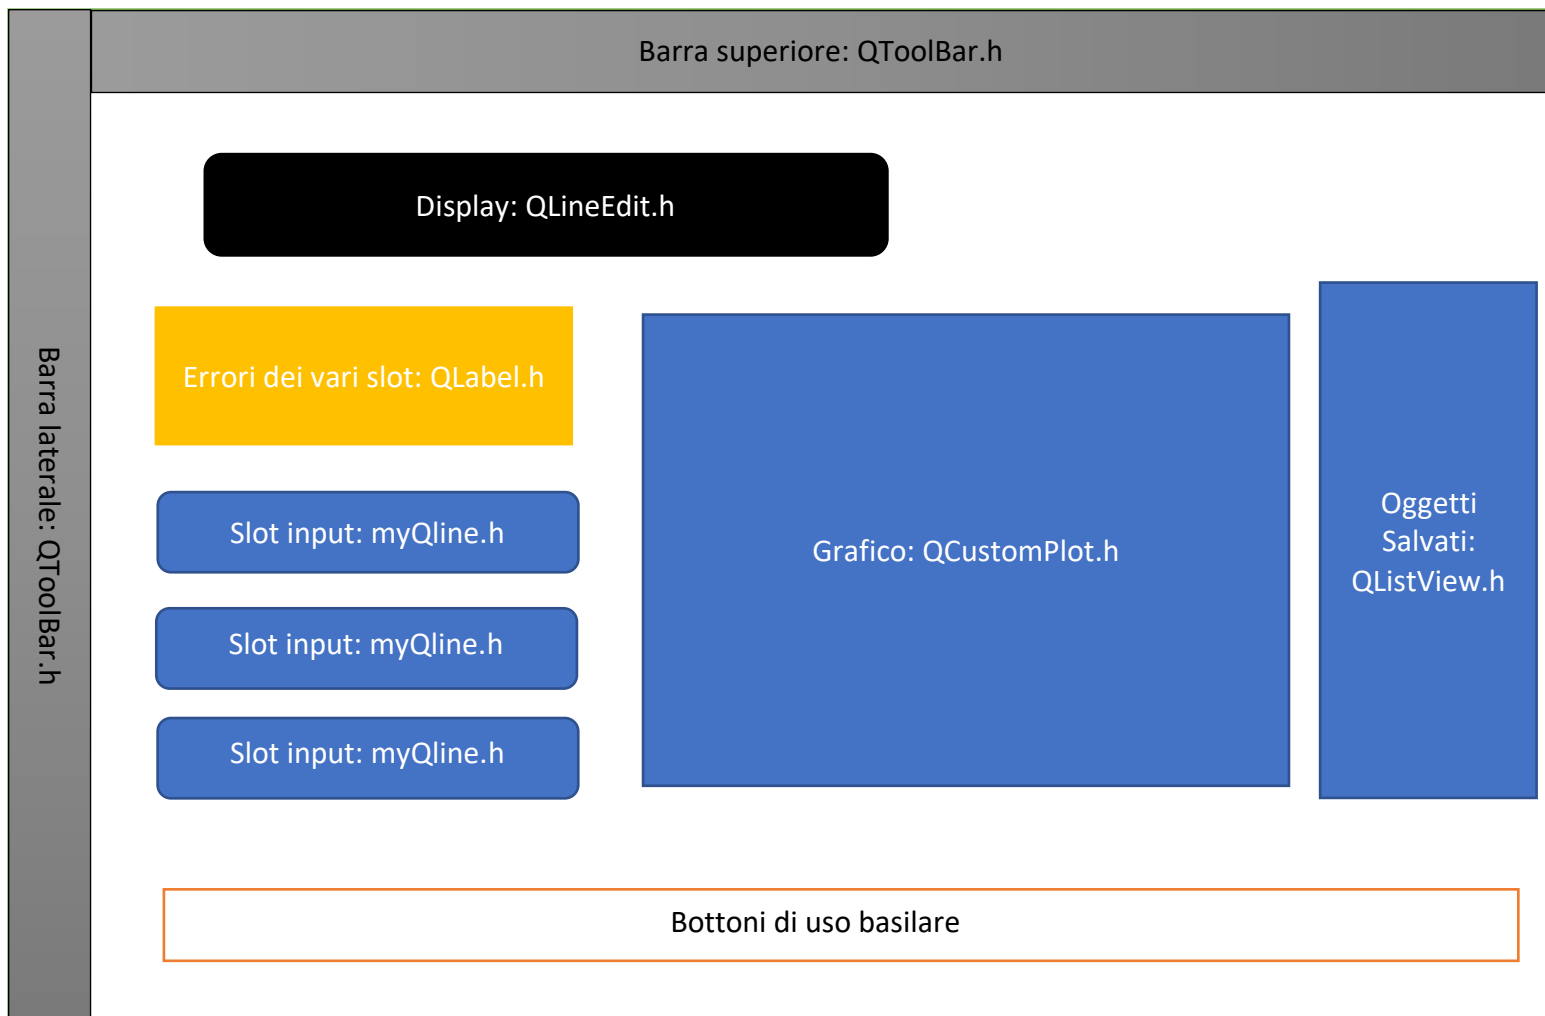 Barra superiore: QToolBar.h
Barra laterale: QToolBar.h
Display: QLineEdit.h
Errori dei vari slot: QLabel.h
Slot input: myQline.h
Slot input: myQline.h
Slot input: myQline.h
Grafico: QCustomPlot.h
Oggetti
Salvati:
QListView.h
Bottoni di uso basilare